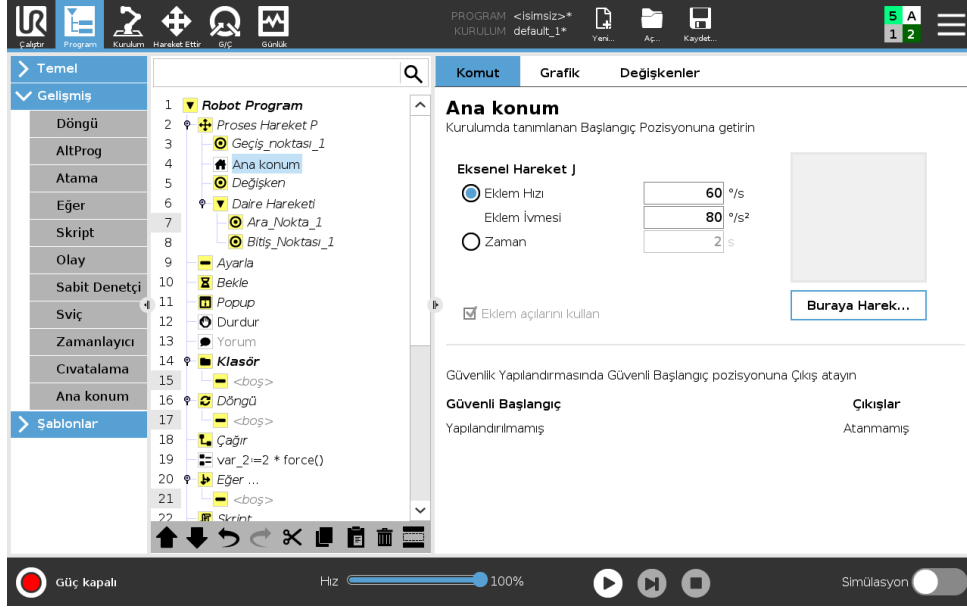 PROGRAM <isimsiz>*
KURULUM default_1*
5 A
1 2
Çalıştır Program Kurulum Hareket Ettir G/Ç Günlük Yeni... Aç... Kaydet...
Temel
Gelişmiş
Döngü
AltProg
Atama
Eğer
Skript
Olay
Sabit Denetçi
Sviç
Zamanlayıcı
Cıvatalama
Ana konum
Şablonlar
1 Robot Program
2 Proses Hareket P
3 Geçiş_noktası_1
4 Ana konum
5 Değişken
6 Daire Hareketi
7 Ara_Nokta_1
8 Bitiş_Noktası_1
9 Ayarla
10 Bekle
11 Popup
12 Durdur
13 Yorum
14 Klasör
15 <boş>
16 Döngü
17 <boş>
18 Çağır
19 var_2:=2 * force()
20 Eğer ...
21 <boş>
22 Skript
Komut Grafik Değişkenler
Ana konum
Kurulumda tanımlanan Başlangıç Pozisyonuna getirin
Eksenel Hareket J
Eklem Hızı 60 °/s
Eklem İvmesi 80 °/s²
Zaman 2 s
Buraya Harek...
Eklem açılarını kullan
Güvenlik Yapılandırmasında Güvenli Başlangıç pozisyonuna Çıkış atayın
Güvenli Başlangıç Çıkışlar
Yapılandırılmamış Atanmamış
Güç kapalı Hız 100% Simülasyon